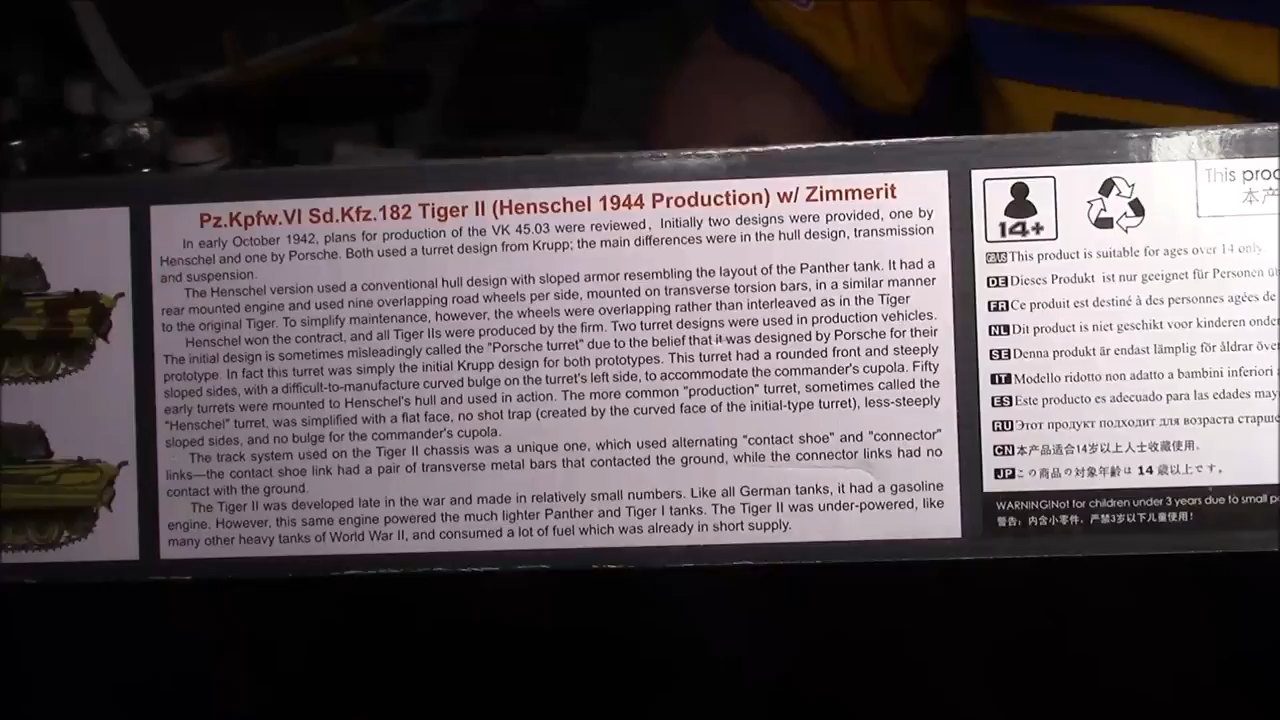 Pz.Kpfw.VI Sd.Kfz.182 Tiger II (Henschel 1944 Production) w/ Zimmerit
In early October 1942, plans for production of the VK 45.03 were reviewed, Initially two designs were provided, one by
Henschel and one by Porsche. Both used a turret design from Krupp; the main differences were in the hull design, transmission
and suspension.
The Henschel version used a conventional hull design with sloped armor resembling the layout of the Panther tank. It had a
rear mounted engine and used nine overlapping road wheels per side, mounted on transverse torsion bars, in a similar manner
to the original Tiger. To simplify maintenance, however, the wheels were overlapping rather than interleaved as in the Tiger
Henschel won the contract, and all Tiger IIs were produced by the firm. Two turret designs were used in production vehicles.
The initial design is sometimes misleadingly called the "Porsche turret" due to the belief that it was designed by Porsche for their
prototype. In fact this turret was simply the initial Krupp design for both prototypes. This turret had a rounded front and steeply
sloped sides, with a difficult-to-manufacture curved bulge on the turret's left side, to accommodate the commander's cupola. Fifty
early turrets were mounted to Henschel's hull and used in action. The more common "production" turret, sometimes called the
"Henschel" turret, was simplified with a flat face, no shot trap (created by the curved face of the initial-type turret), less-steeply
sloped sides, and no bulge for the commander's cupola.
The track system used on the Tiger II chassis was a unique one, which used alternating "contact shoe" and "connector"
links—the contact shoe link had a pair of transverse metal bars that contacted the ground, while the connector links had no
contact with the ground.
The Tiger II was developed late in the war and made in relatively small numbers. Like all German tanks, it had a gasoline
engine. However, this same engine powered the much lighter Panther and Tiger I tanks. The Tiger II was under-powered, like
many other heavy tanks of World War II, and consumed a lot of fuel which was already in short supply.
14+
This
本产
GB/US This product is suitable for ages over 14 only
DE Dieses Produkt ist nur geeignet für Personen
FR Ce produit est destiné à des personnes agées de
NL Dit product is niet geschikt voor kinderen
SE Denna produkt är endast lämplig för åldrar
IT Modello ridotto non adatto a bambini inferiori
ES Este producto es adecuado para las edades
RU Этот продукт подходит для возраста
CN 本产品适合14岁以上人士收藏使用.
JP この商品の対象年齢は 14 歳以上です。
WARNING!Not for children under 3 years due to small
警告: 内含小零件, 严禁3岁以下儿童使用!